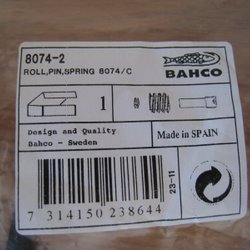 8074-2
ROLL,PIN,SPRING 8074/C
BAHCO
1
Design and Quality
Bahco - Sweden
Made in SPAIN
23-11
7 314150 238644